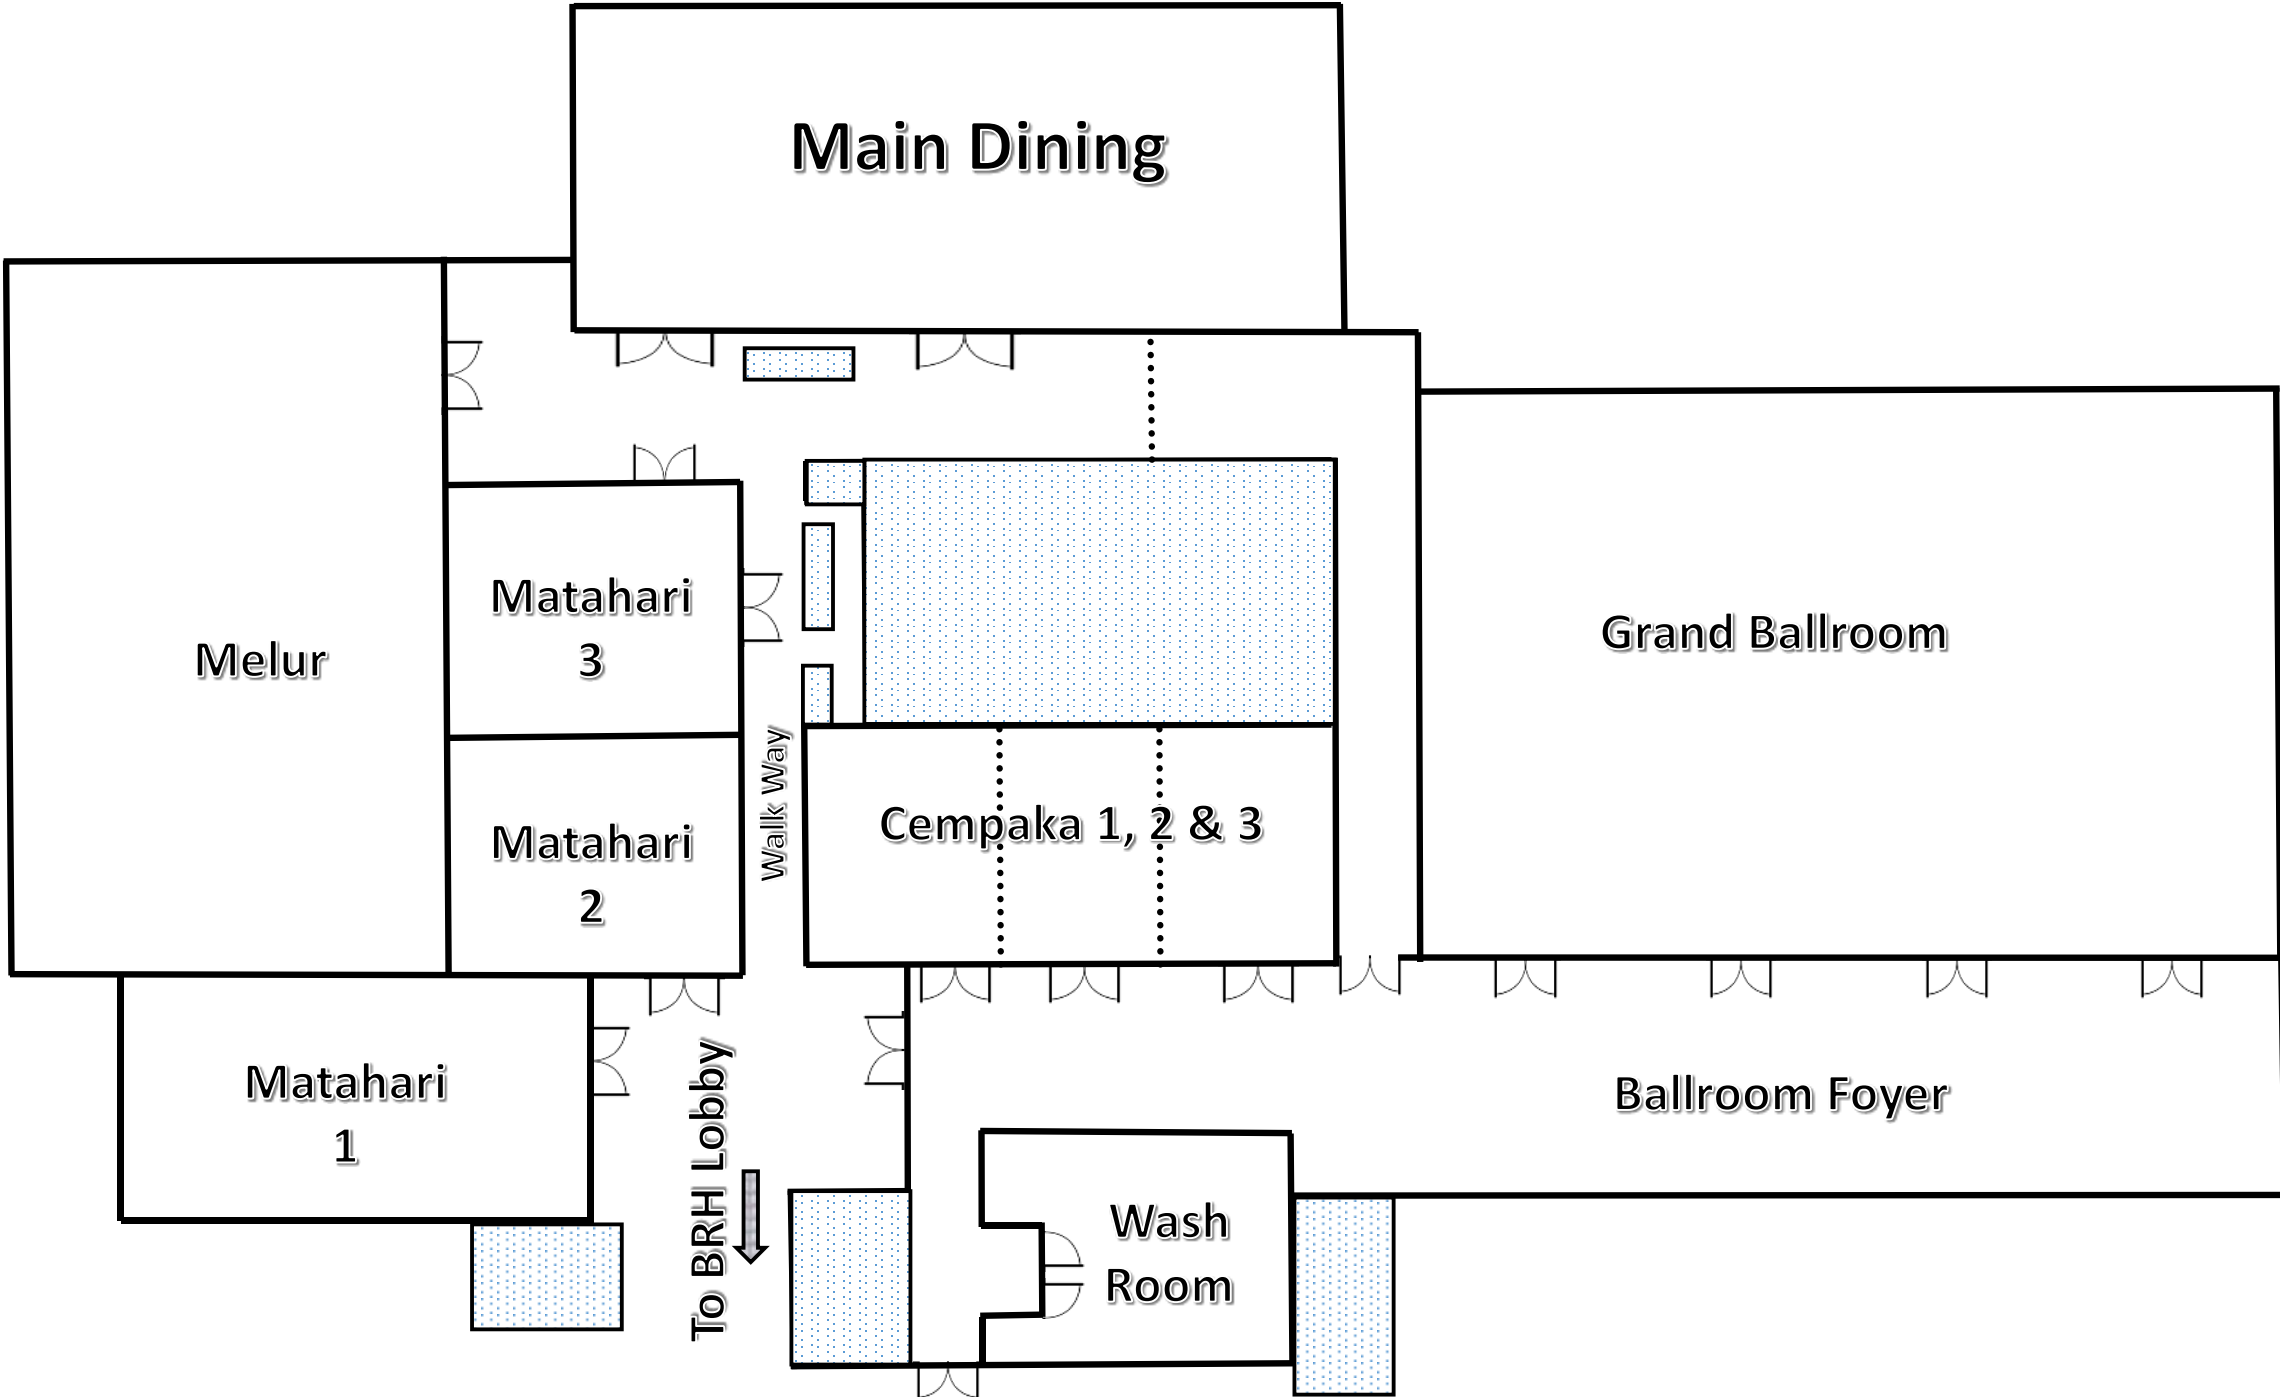 Main Dining
Melur
Matahari
3
Matahari
2
Walk Way
Cempaka 1, 2 & 3
Grand Ballroom
Matahari
1
To BRH Lobby
Ballroom Foyer
Wash
Room